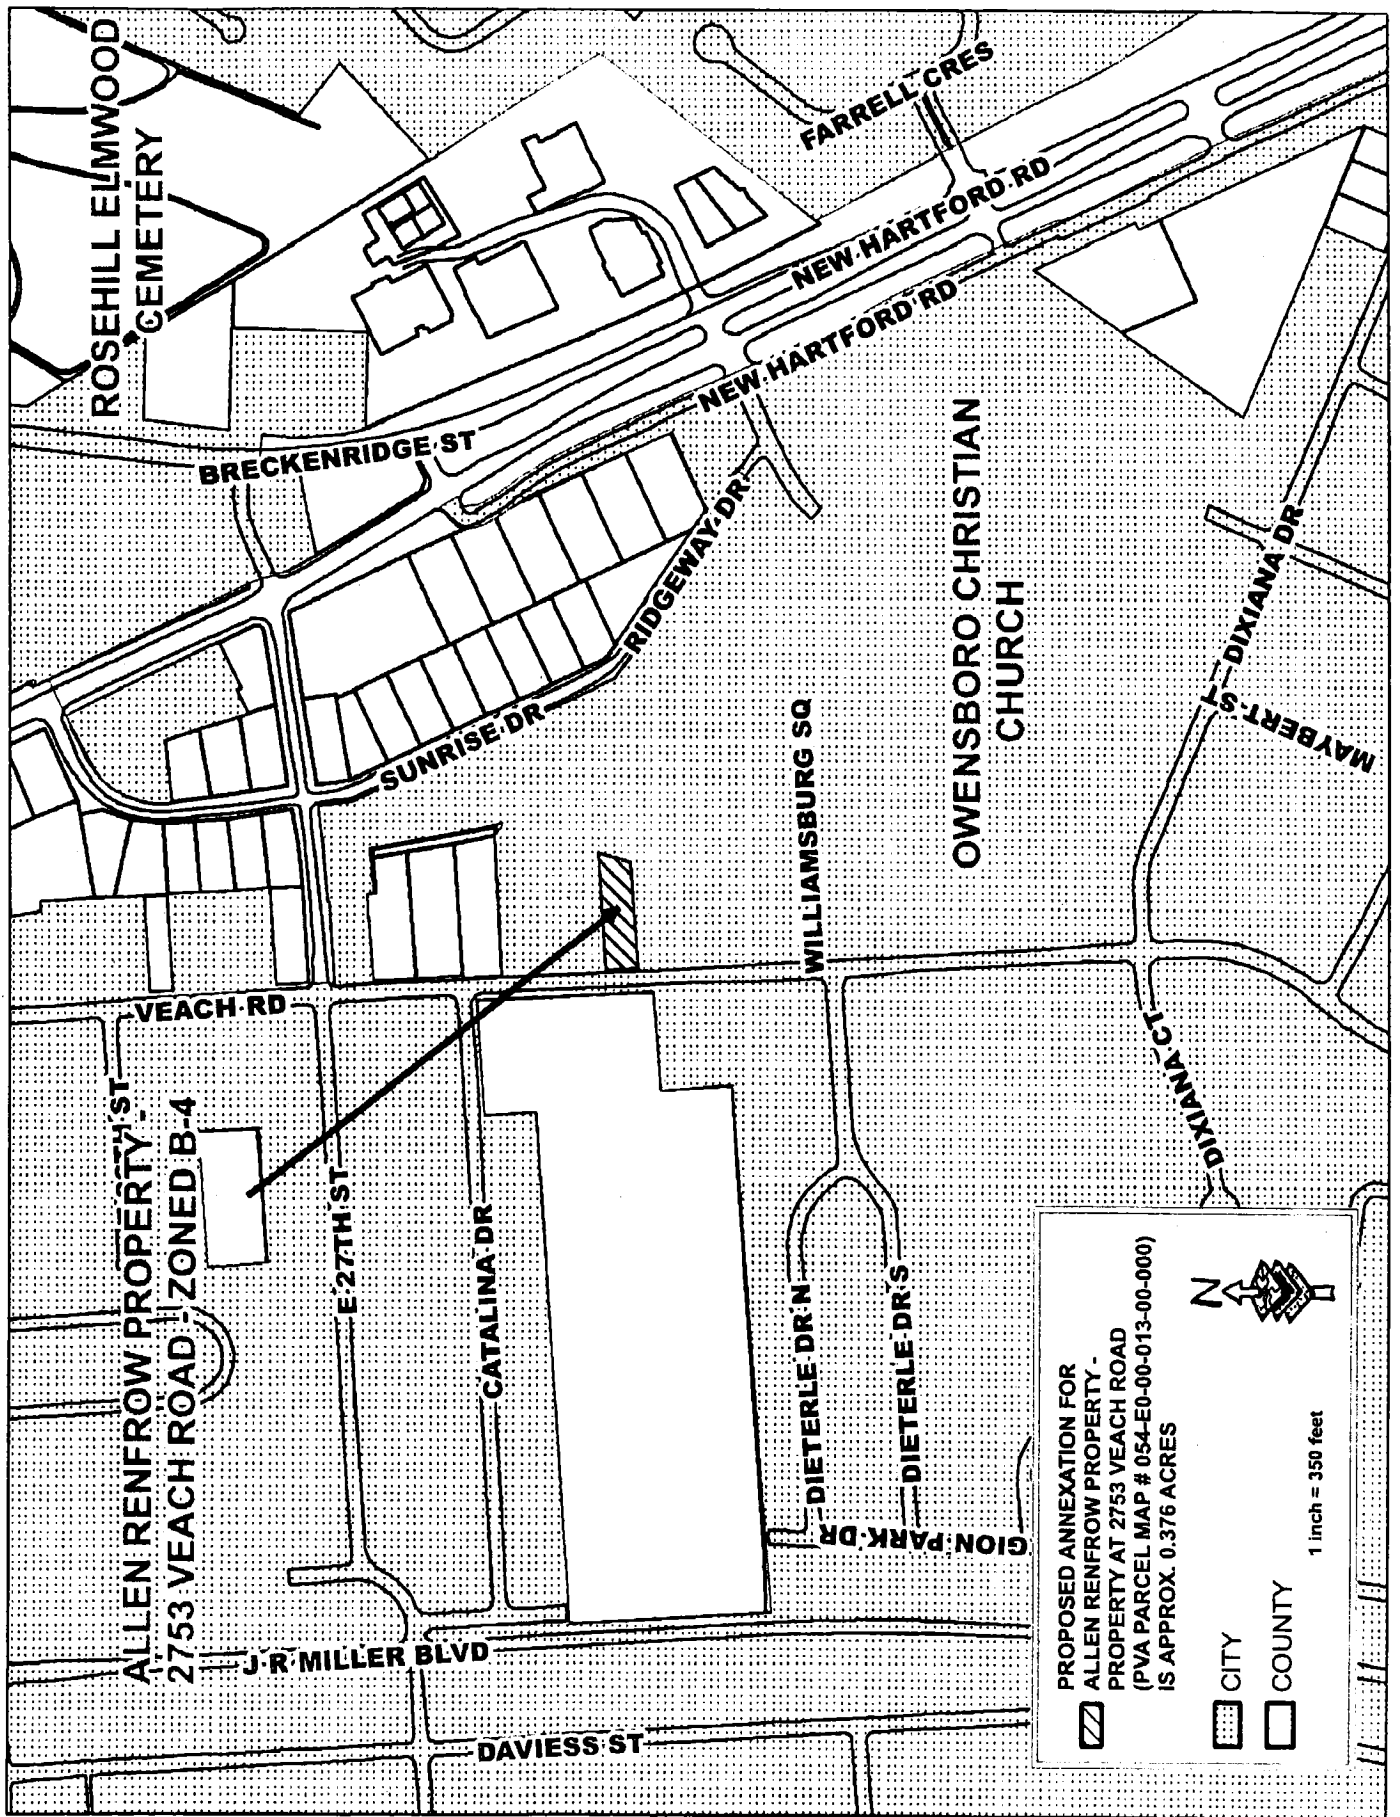 ROSEHILL ELMWOOD
CEMETERY
FARRELL CRES
NEW HARTFORD RD
NEW HARTFORD RD
BRECKENRIDGE ST
RIDGEWAY DR
SUNRISE DR
WILLIAMSBURG SQ
OWENSBORO CHRISTIAN
CHURCH
DIXIANA DR
MAYBERT ST
VEACH RD
ALLEN RENFROW PROPERTY -
2753 VEACH ROAD - ZONED B-4
E 27TH ST
CATALINA DR
DIXIANA CT
DIETERLE DR N
DIETERLE DR S
GION PARK DR
J R MILLER BLVD
DAVIESS ST
PROPOSED ANNEXATION FOR
ALLEN RENFROW PROPERTY -
PROPERTY AT 2753 VEACH ROAD
(PVA PARCEL MAP # 054-E0-00-013-00-000)
IS APPROX. 0.376 ACRES
CITY
COUNTY
N
1 inch = 350 feet